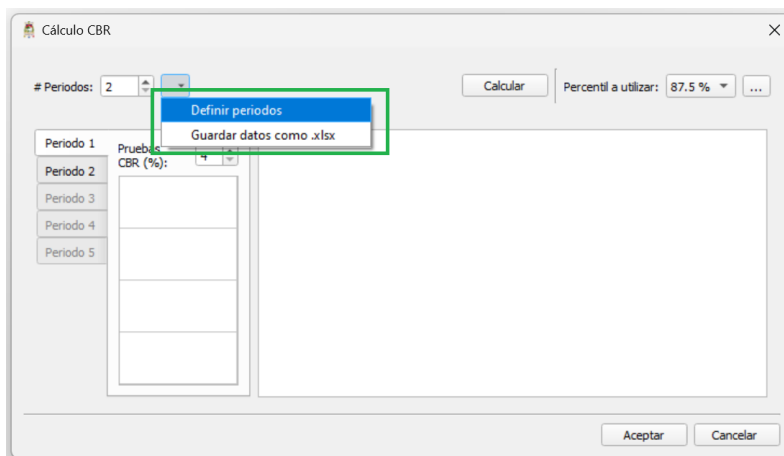 Cálculo CBR
# Periodos: 2
Calcular
Percentil a utilizar: 87.5 % ...
Definir periodos
Guardar datos como .xlsx
Periodo 1
Periodo 2
Periodo 3
Periodo 4
Periodo 5
Pruebas
CBR (%): 4
Aceptar
Cancelar